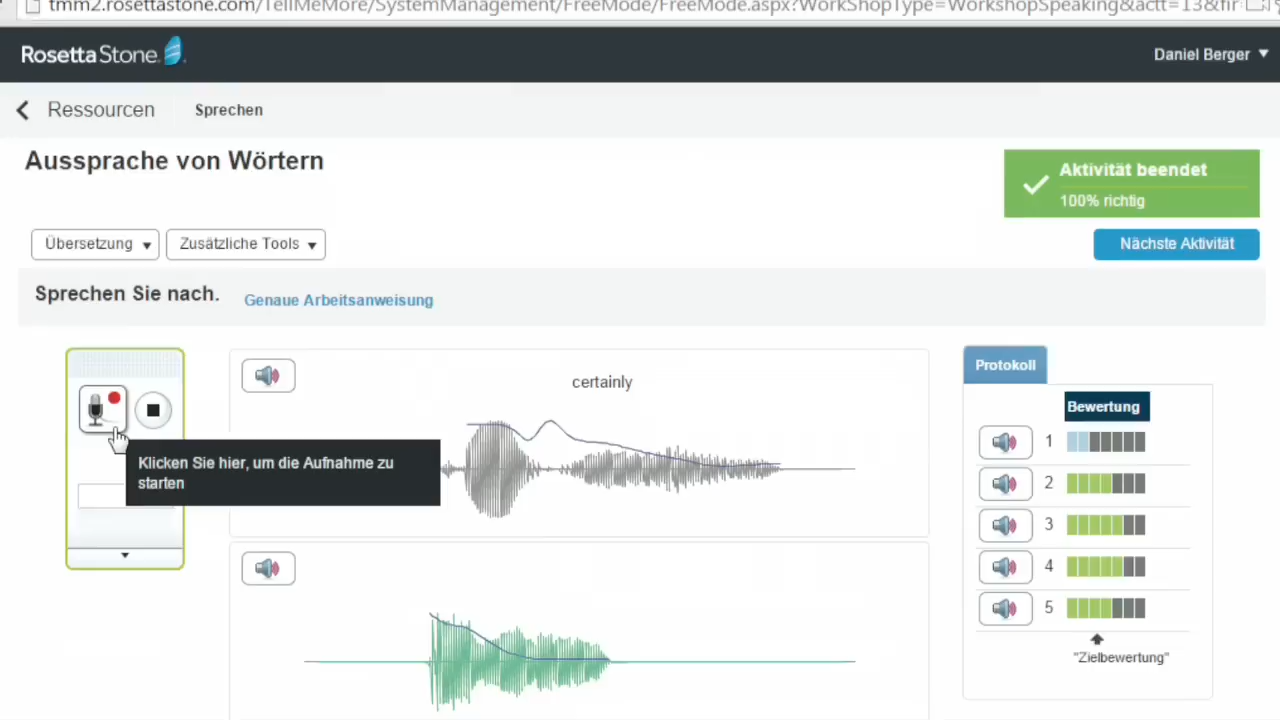 tmm2.rosettastone.com/TellMeMore/SystemManagement/FreeMode/FreeMode.aspx?WorkShopType=WorkshopSpeaking&actt=13&fir
RosettaStone
Daniel Berger
Ressourcen
Sprechen
Aussprache von Wörtern
Aktivität beendet
100% richtig
Übersetzung
Zusätzliche Tools
Nächste Aktivität
Sprechen Sie nach.
Genaue Arbeitsanweisung
certainly
Klicken Sie hier, um die Aufnahme zu
starten
Protokoll
Bewertung
1
2
3
4
5
"Zielbewertung"